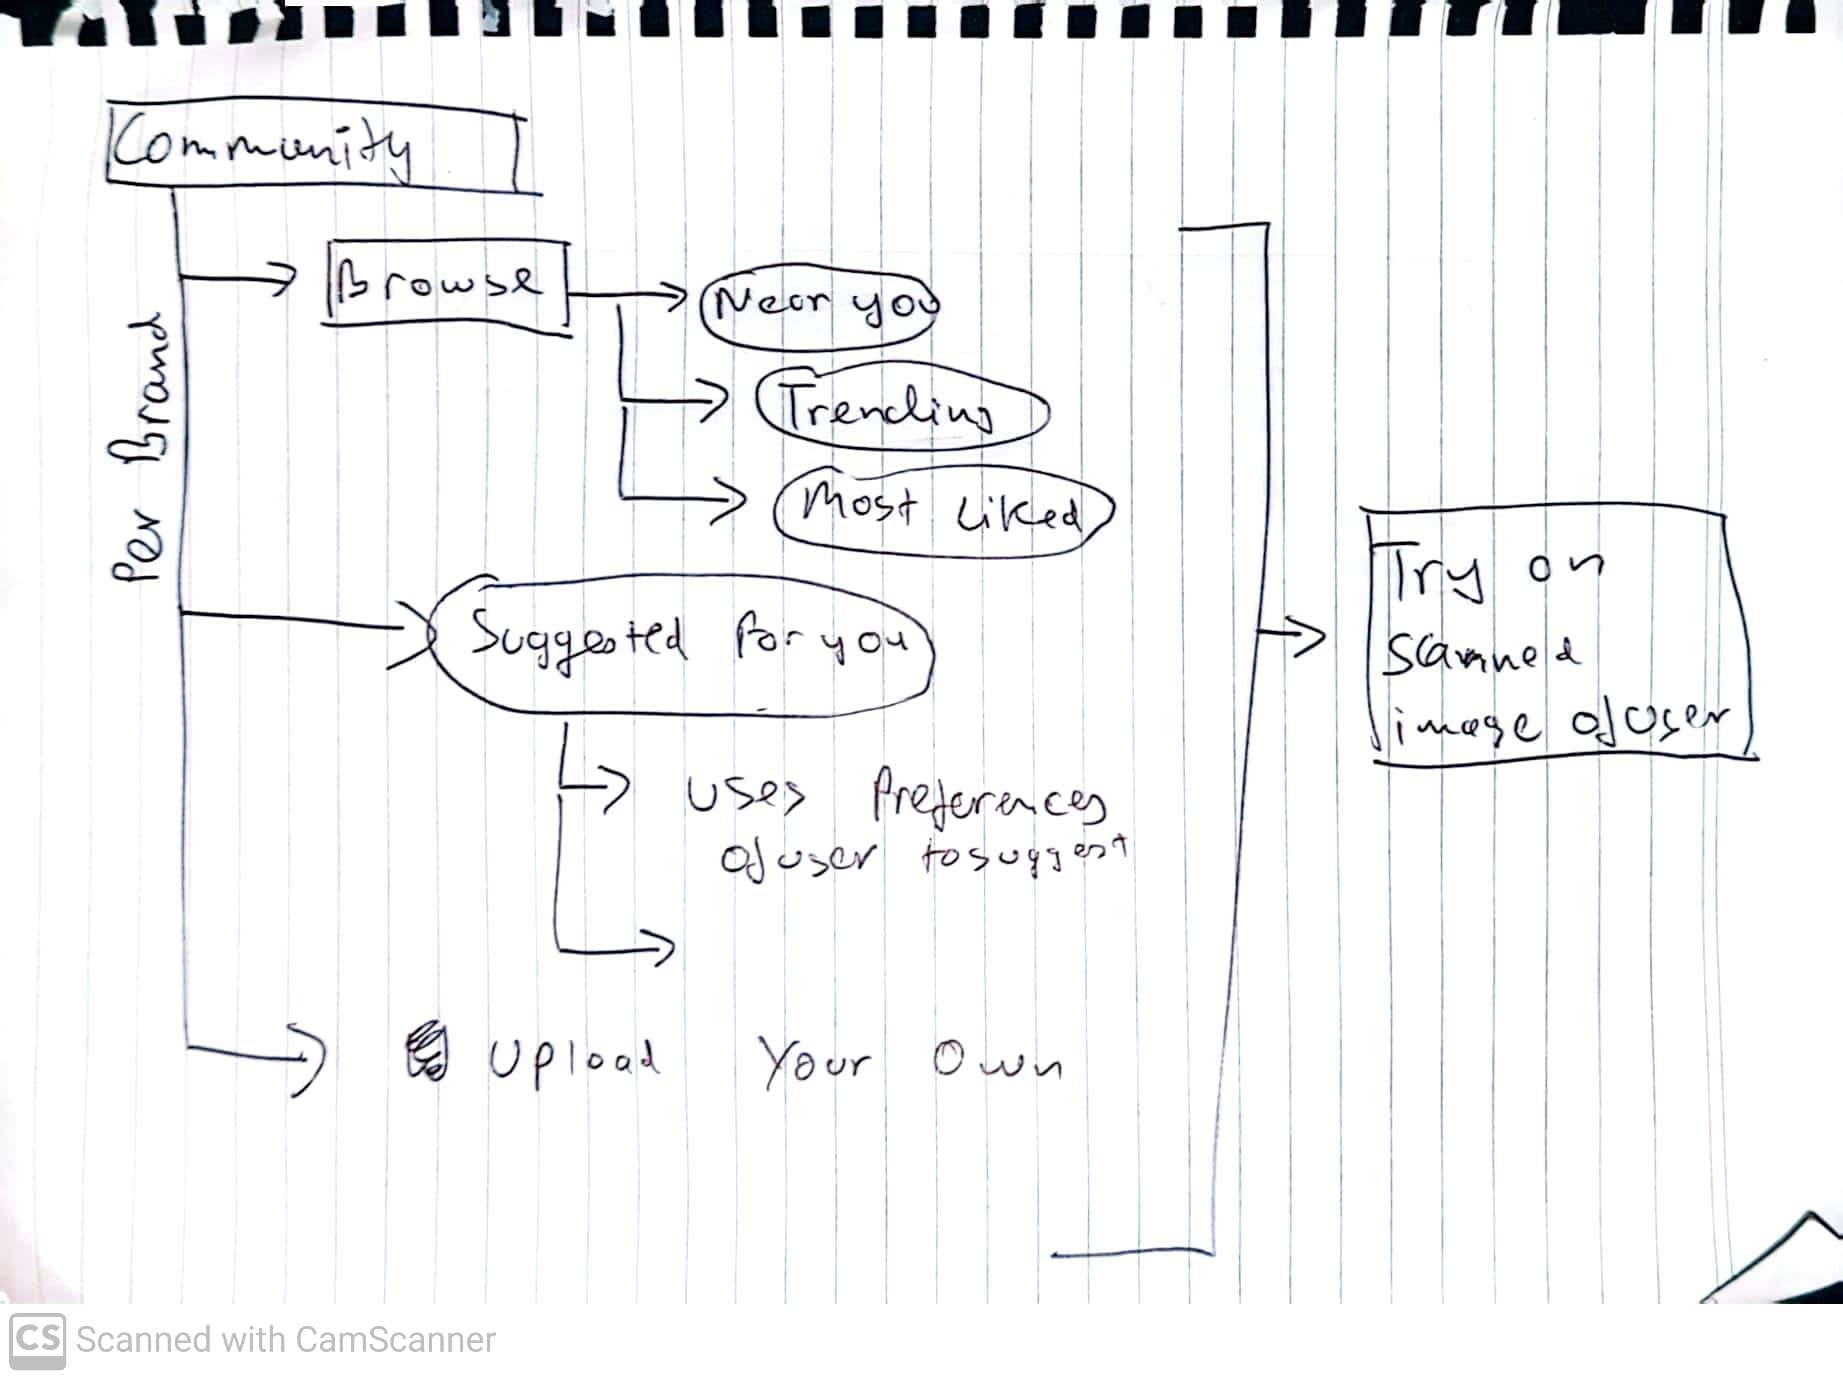 Community
Per Brand
Browse
Near you
Trending
Most Liked
Suggested for you
uses Preferences
of user to suggest
Upload Your Own
Try on
scanned
image of user
CS Scanned with CamScanner